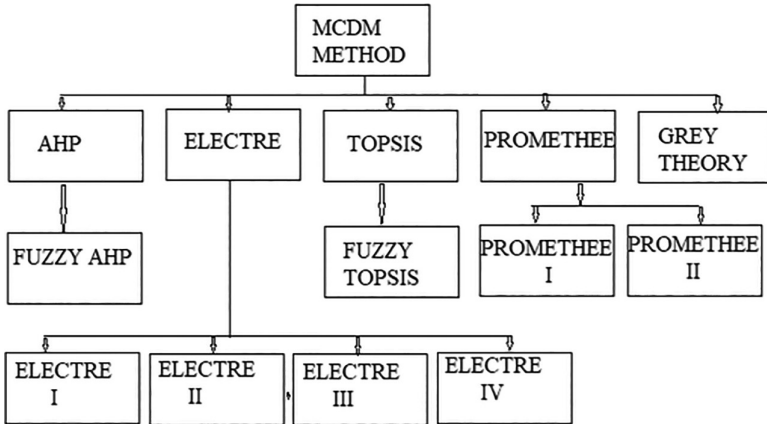 MCDM
METHOD
AHP
ELECTRE
TOPSIS
PROMETHEE
GREY
THEORY
FUZZY AHP
FUZZY
TOPSIS
PROMETHEE
I
PROMETHEE
II
ELECTRE
I
ELECTRE
II
ELECTRE
III
ELECTRE
IV